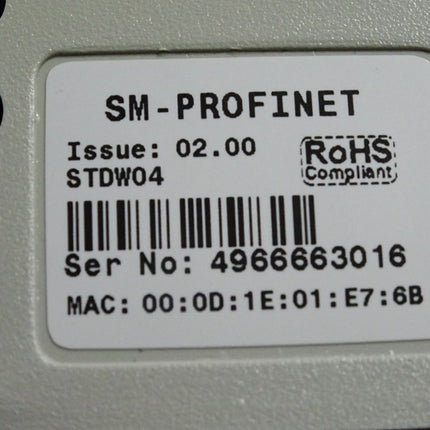 SM-PROFINET
Issue: 02.00
STDW04
RoHS
Compliant
Ser No: 4966663016
MAC: 00:0D:1E:01:E7:6B